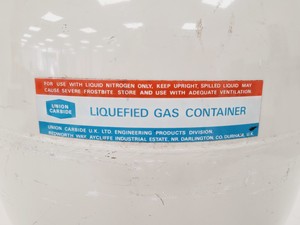 FOR USE WITH LIQUID NITROGEN ONLY, KEEP UPRIGHT, SPILLED LIQUID MAY
CAUSE SEVERE FROSTBITE STORE AND USE WITH ADEQUATE VENTILATION
UNION
CARBIDE
LIQUEFIED GAS CONTAINER
UNION CARBIDE U.K. LTD. ENGINEERING PRODUCTS DIVISION,
WAY AYCLIFFE INDUSTRIAL ESTATE, NR. DARLINGTON, CO. DURHAM,